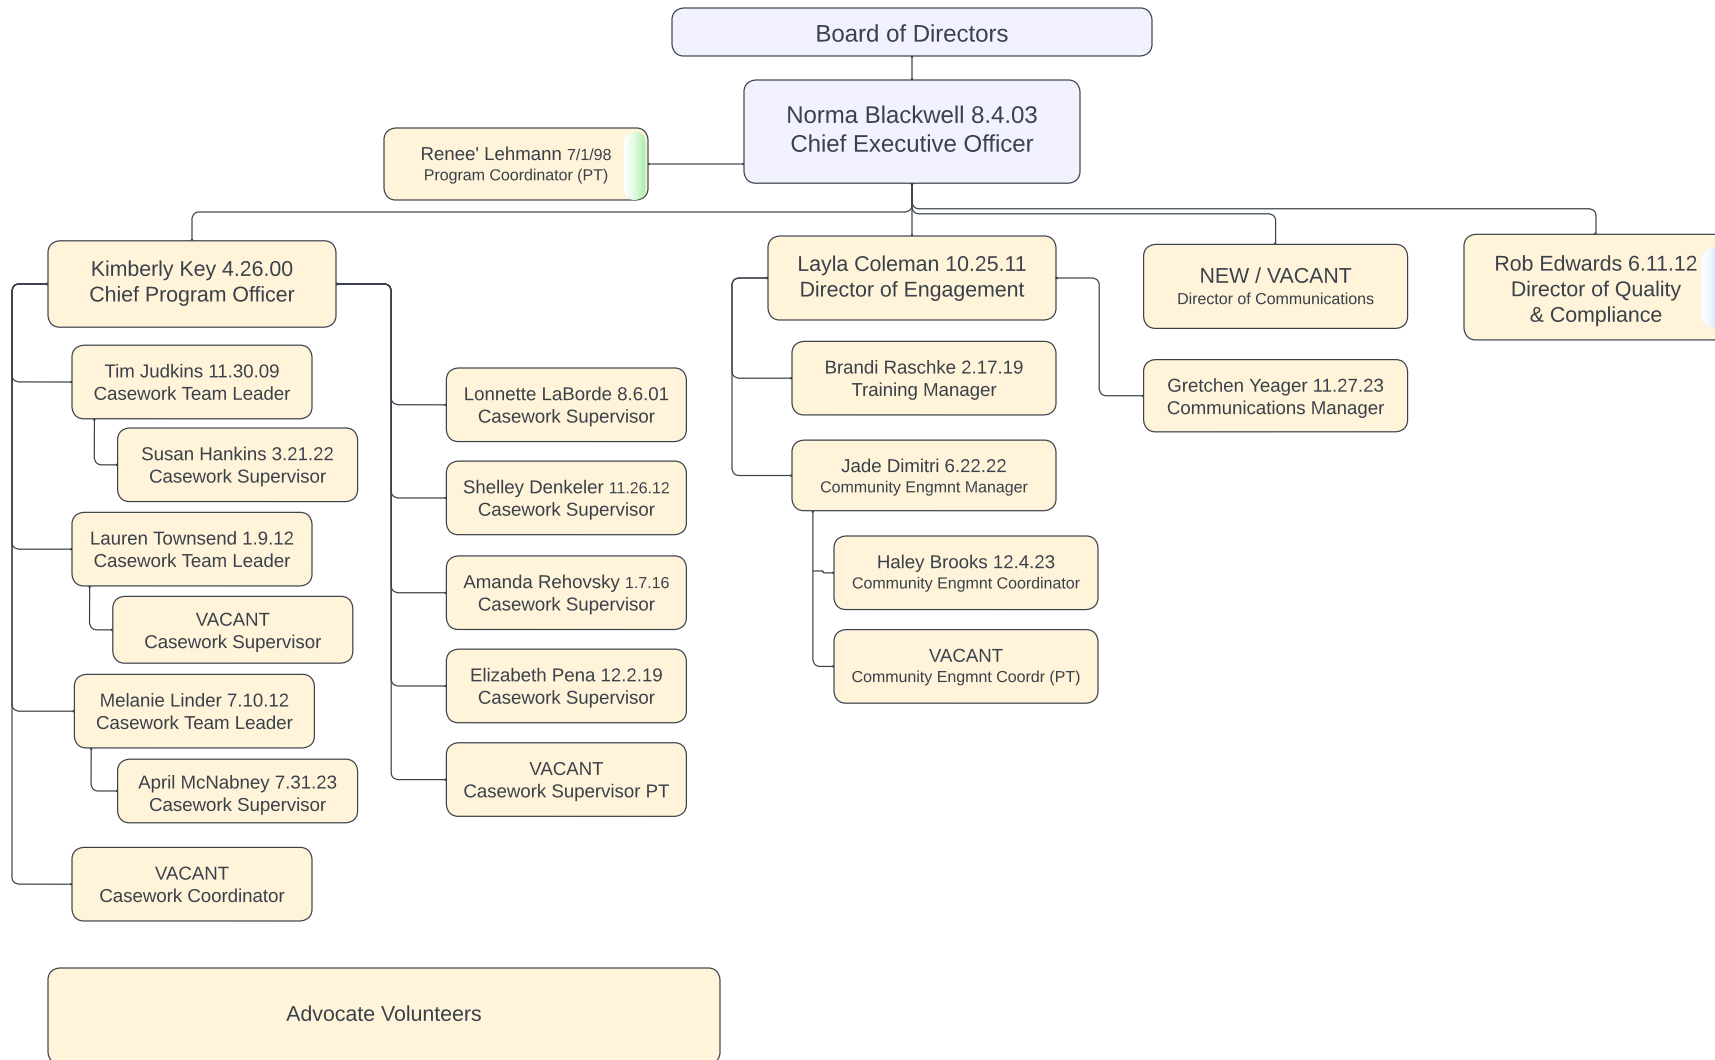 Board of Directors
Norma Blackwell 8.4.03
Chief Executive Officer
Renee' Lehmann 7/1/98
Program Coordinator (PT)
Kimberly Key 4.26.00
Chief Program Officer
Tim Judkins 11.30.09
Casework Team Leader
Susan Hankins 3.21.22
Casework Supervisor
Lauren Townsend 1.9.12
Casework Team Leader
VACANT
Casework Supervisor
Melanie Linder 7.10.12
Casework Team Leader
April McNabney 7.31.23
Casework Supervisor
VACANT
Casework Coordinator
Lonnette LaBorde 8.6.01
Casework Supervisor
Shelley Denkeler 11.26.12
Casework Supervisor
Amanda Rehovsky 1.7.16
Casework Supervisor
Elizabeth Pena 12.2.19
Casework Supervisor
VACANT
Casework Supervisor PT
Layla Coleman 10.25.11
Director of Engagement
Brandi Raschke 2.17.19
Training Manager
Jade Dimitri 6.22.22
Community Engmnt Manager
Haley Brooks 12.4.23
Community Engmnt Coordinator
VACANT
Community Engmnt Coordr (PT)
NEW / VACANT
Director of Communications
Gretchen Yeager 11.27.23
Communications Manager
Rob Edwards 6.11.12
Director of Quality
& Compliance
Advocate Volunteers